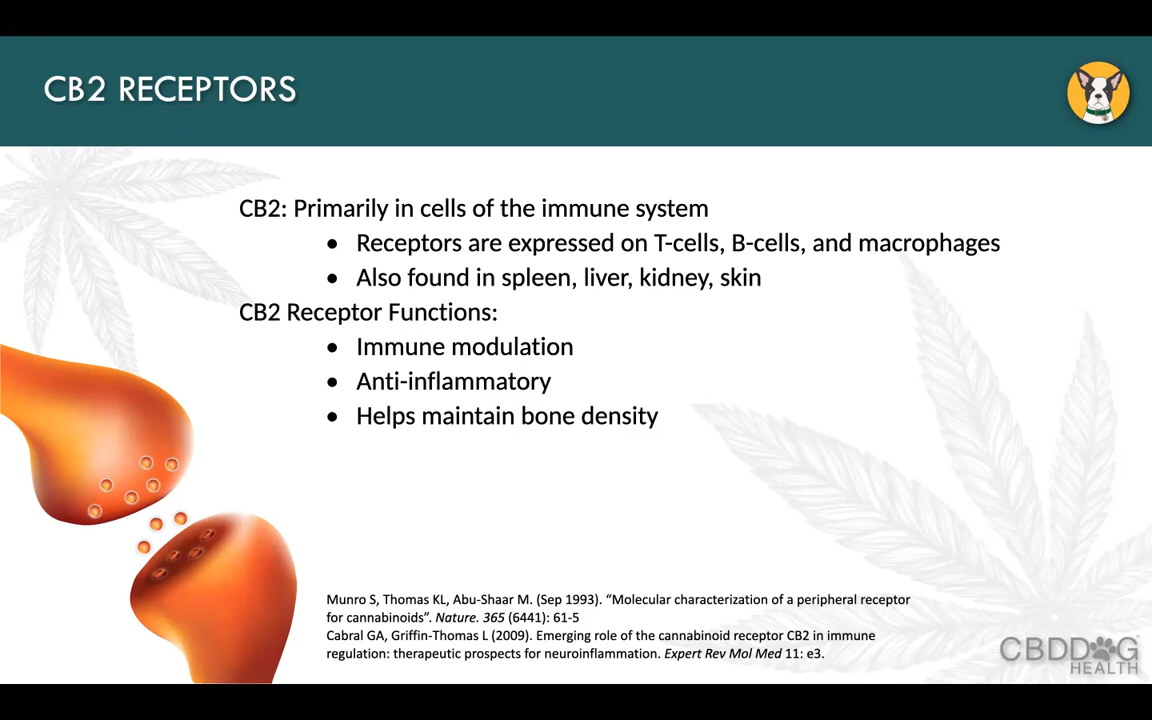 CB2 RECEPTORS
CB2: Primarily in cells of the immune system
• Receptors are expressed on T-cells, B-cells, and macrophages
• Also found in spleen, liver, kidney, skin
CB2 Receptor Functions:
• Immune modulation
• Anti-inflammatory
• Helps maintain bone density
Munro S, Thomas KL, Abu-Shaar M. (Sep 1993). “Molecular characterization of a peripheral receptor
for cannabinoids”. Nature. 365 (6441): 61-5
Cabral GA, Griffin-Thomas L (2009). Emerging role of the cannabinoid receptor CB2 in immune
regulation: therapeutic prospects for neuroinflammation. Expert Rev Mol Med 11: e3.
CBDDOG
HEALTH